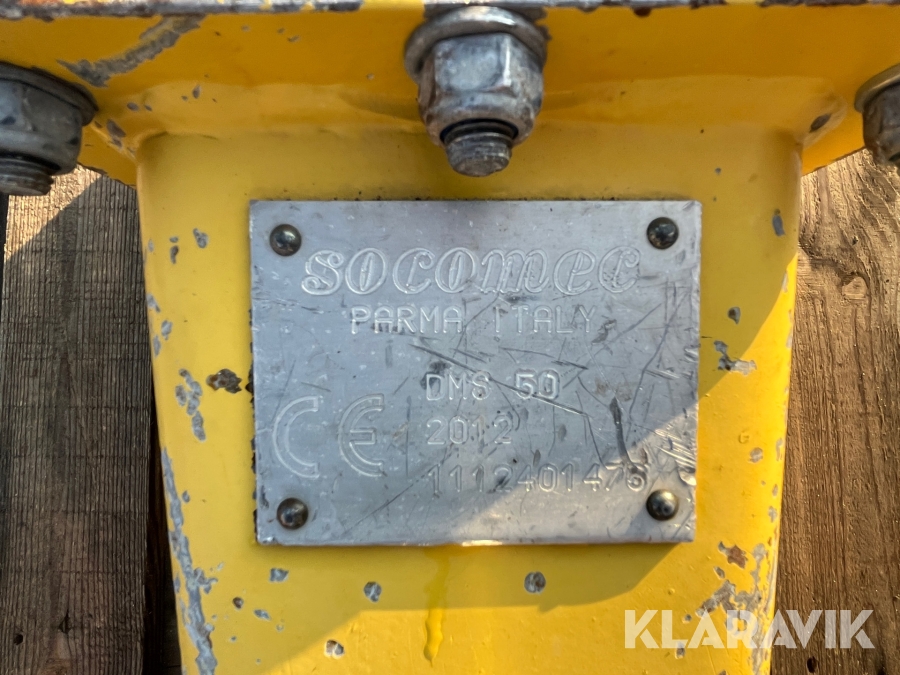 SOCOMEC
PARMA ITALY
DMS 50
2012
CE
1112401476
KLARAVIK